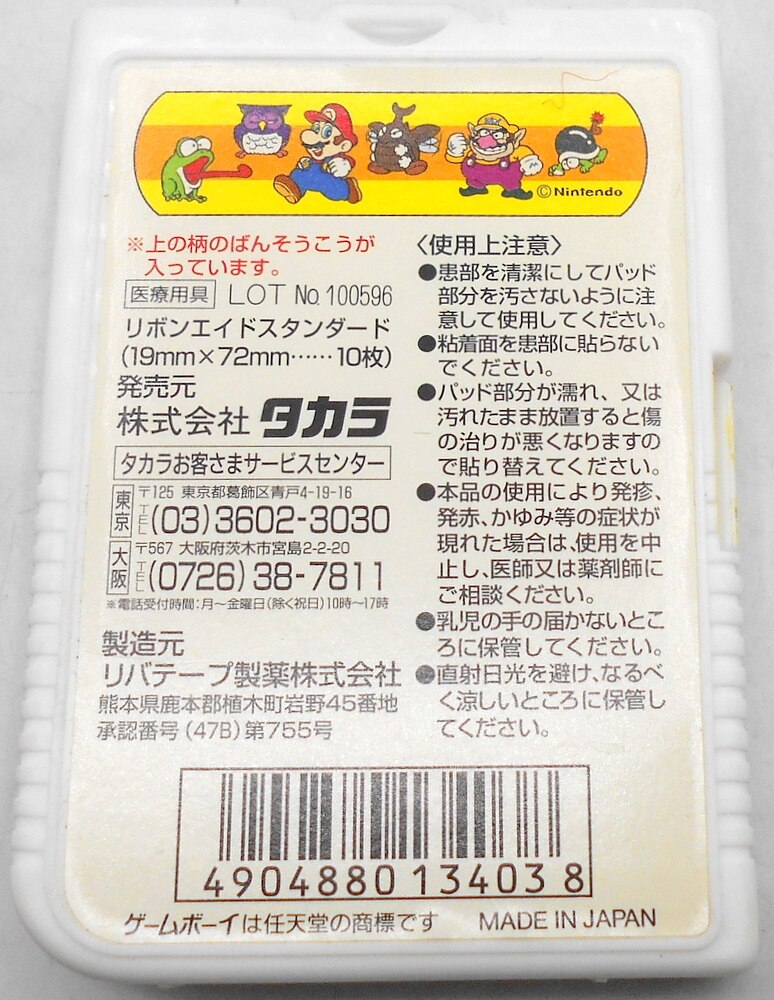 ©Nintendo
※上の柄のばんそうこうが
入っています。
医療用具 LOT No. 100596
リボンエイドスタンダード
(19mm×72mm……10枚)
発売元
株式会社 タカラ
タカラお客さまサービスセンター
東京 〒125 東京都葛飾区青戸4-19-16
TEL (03)3602-3030
大阪 〒567 大阪府茨木市宮島2-2-20
TEL (0726)38-7811
※電話受付時間:月〜金曜日(除く祝日)10時〜17時
製造元
リバテープ製薬株式会社
熊本県鹿本郡植木町岩野45番地
承認番号(47B)第755号
〈使用上注意〉
●患部を清潔にしてパッド
部分を汚さないように注
意して使用してください。
●粘着面を患部に貼らない
でください。
●パッド部分が濡れ、又は
汚れたまま放置すると傷
の治りが悪くなりますの
で貼り替えてください。
●本品の使用により発疹、
発赤、かゆみ等の症状が
現れた場合は、使用を中
止し、医師又は薬剤師に
ご相談ください。
●乳児の手の届かないとこ
ろに保管してください。
●直射日光を避け、なるべ
く涼しいところに保管し
てください。
4904880134038
ゲームボーイは任天堂の商標です MADE IN JAPAN